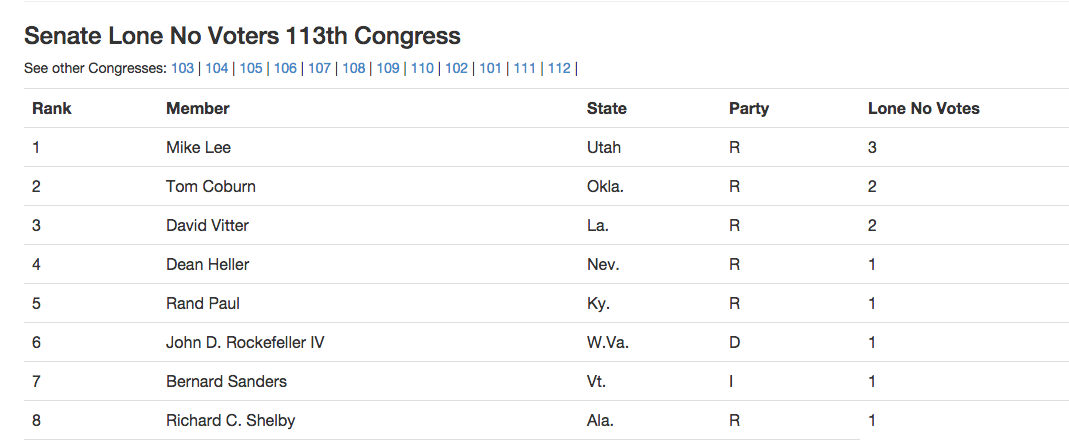 Senate Lone No Voters 113th Congress
See other Congresses: 103 | 104 | 105 | 106 | 107 | 108 | 109 | 110 | 102 | 101 | 111 | 112 |
Rank Member State Party Lone No Votes
1 Mike Lee Utah R 3
2 Tom Coburn Okla. R 2
3 David Vitter La. R 2
4 Dean Heller Nev. R 1
5 Rand Paul Ky. R 1
6 John D. Rockefeller IV W.Va. D 1
7 Bernard Sanders Vt. I 1
8 Richard C. Shelby Ala. R 1